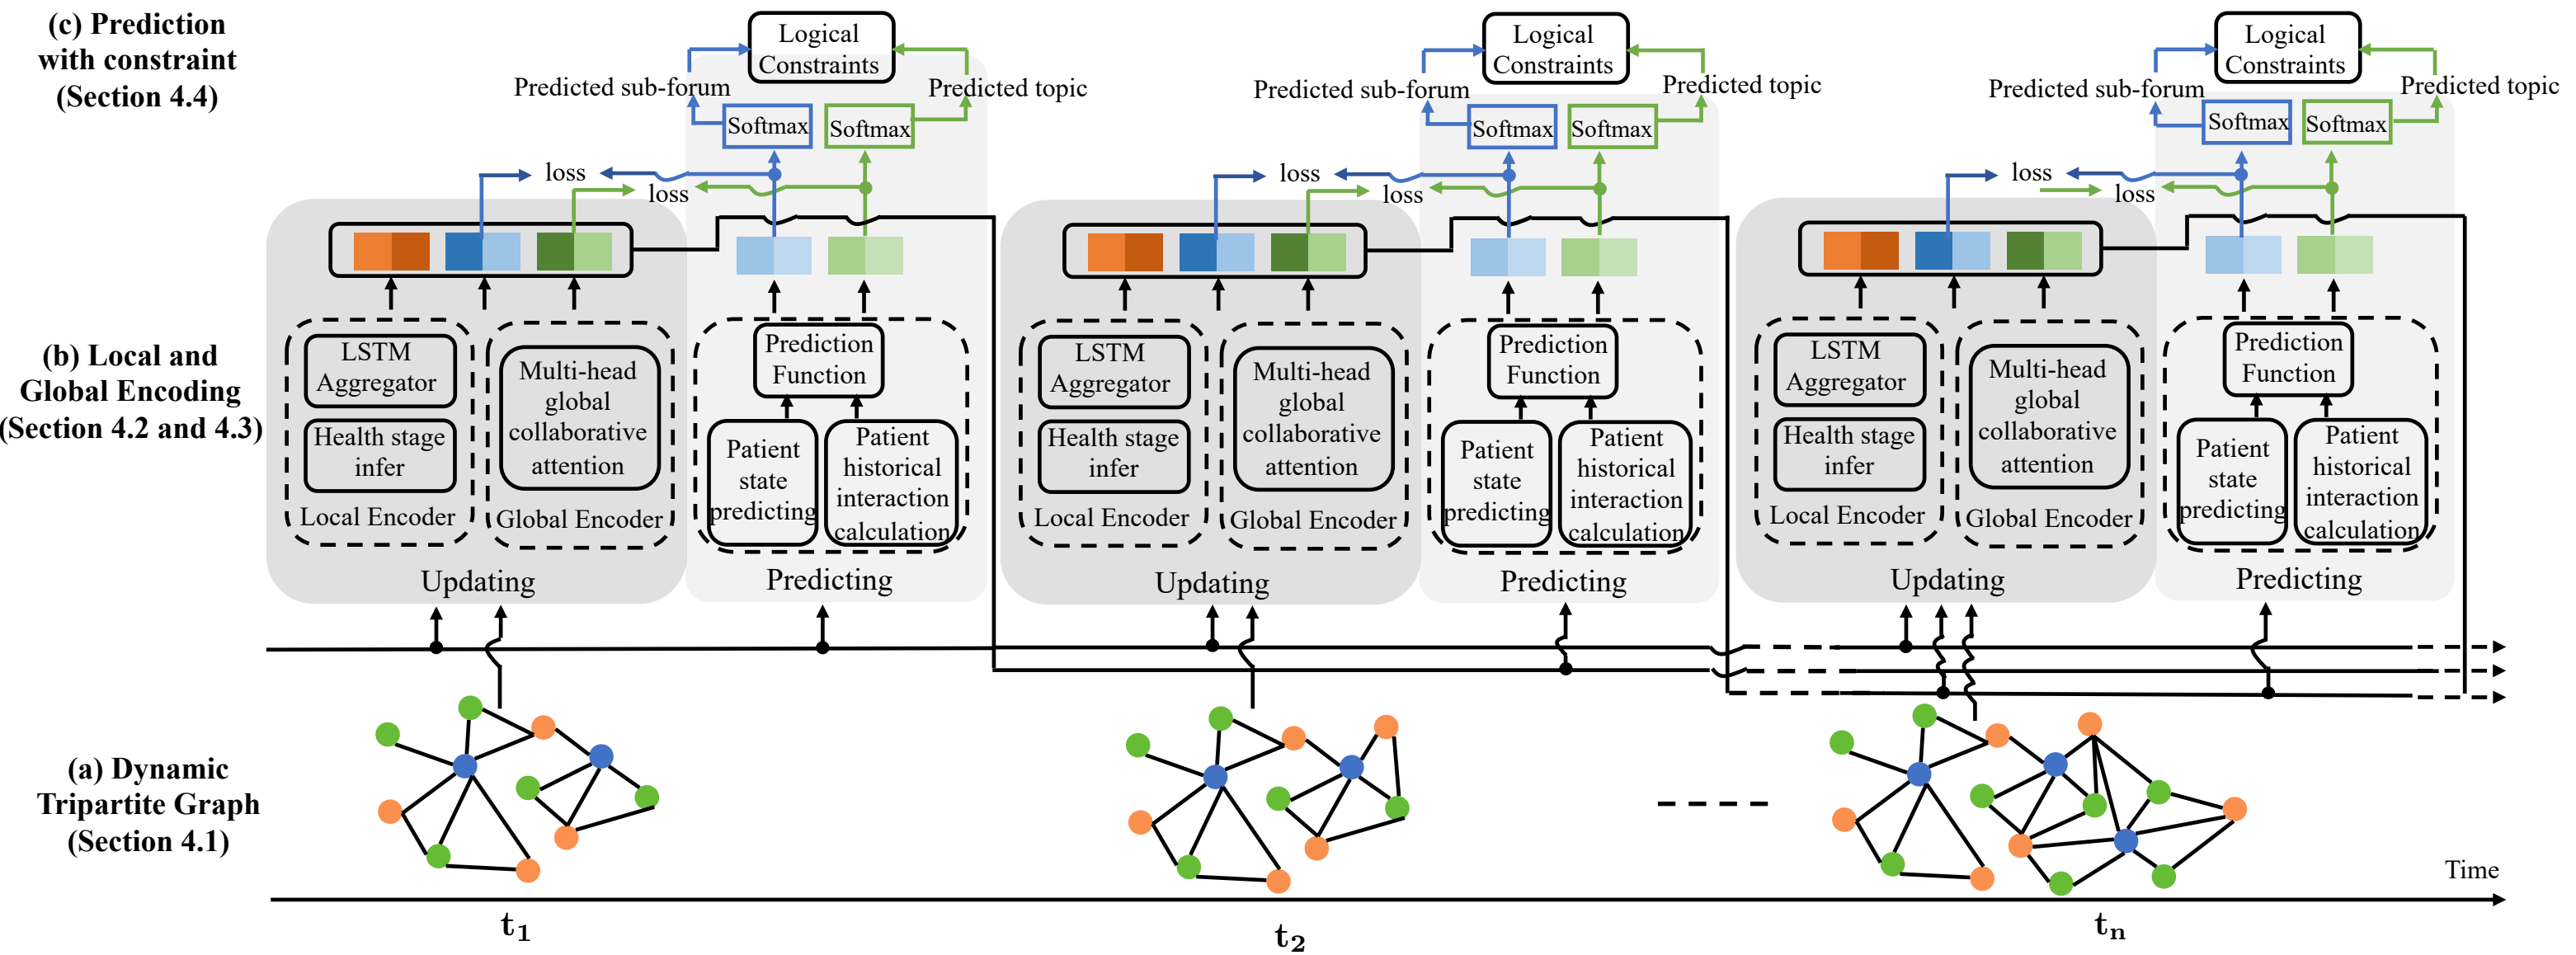 (c) Prediction
with constraint
(Section 4.4)
Logical
Constraints
Predicted sub-forum
Predicted topic
Softmax
Softmax
loss
loss
Logical
Constraints
Predicted sub-forum
Predicted topic
Softmax
Softmax
loss
loss
Logical
Constraints
Predicted sub-forum
Predicted topic
Softmax
Softmax
loss
loss
(b) Local and
Global Encoding
(Section 4.2 and 4.3)
LSTM
Aggregator
Health stage
infer
Local Encoder
Multi-head
global
collaborative
attention
Global Encoder
Updating
Prediction
Function
Patient
state
predicting
Patient
historical
interaction
calculation
Predicting
LSTM
Aggregator
Health stage
infer
Local Encoder
Multi-head
global
collaborative
attention
Global Encoder
Updating
Prediction
Function
Patient
state
predicting
Patient
historical
interaction
calculation
Predicting
LSTM
Aggregator
Health stage
infer
Local Encoder
Multi-head
global
collaborative
attention
Global Encoder
Updating
Prediction
Function
Patient
state
predicting
Patient
historical
interaction
calculation
Predicting
(a) Dynamic
Tripartite Graph
(Section 4.1)
Time
t1
t2
tn